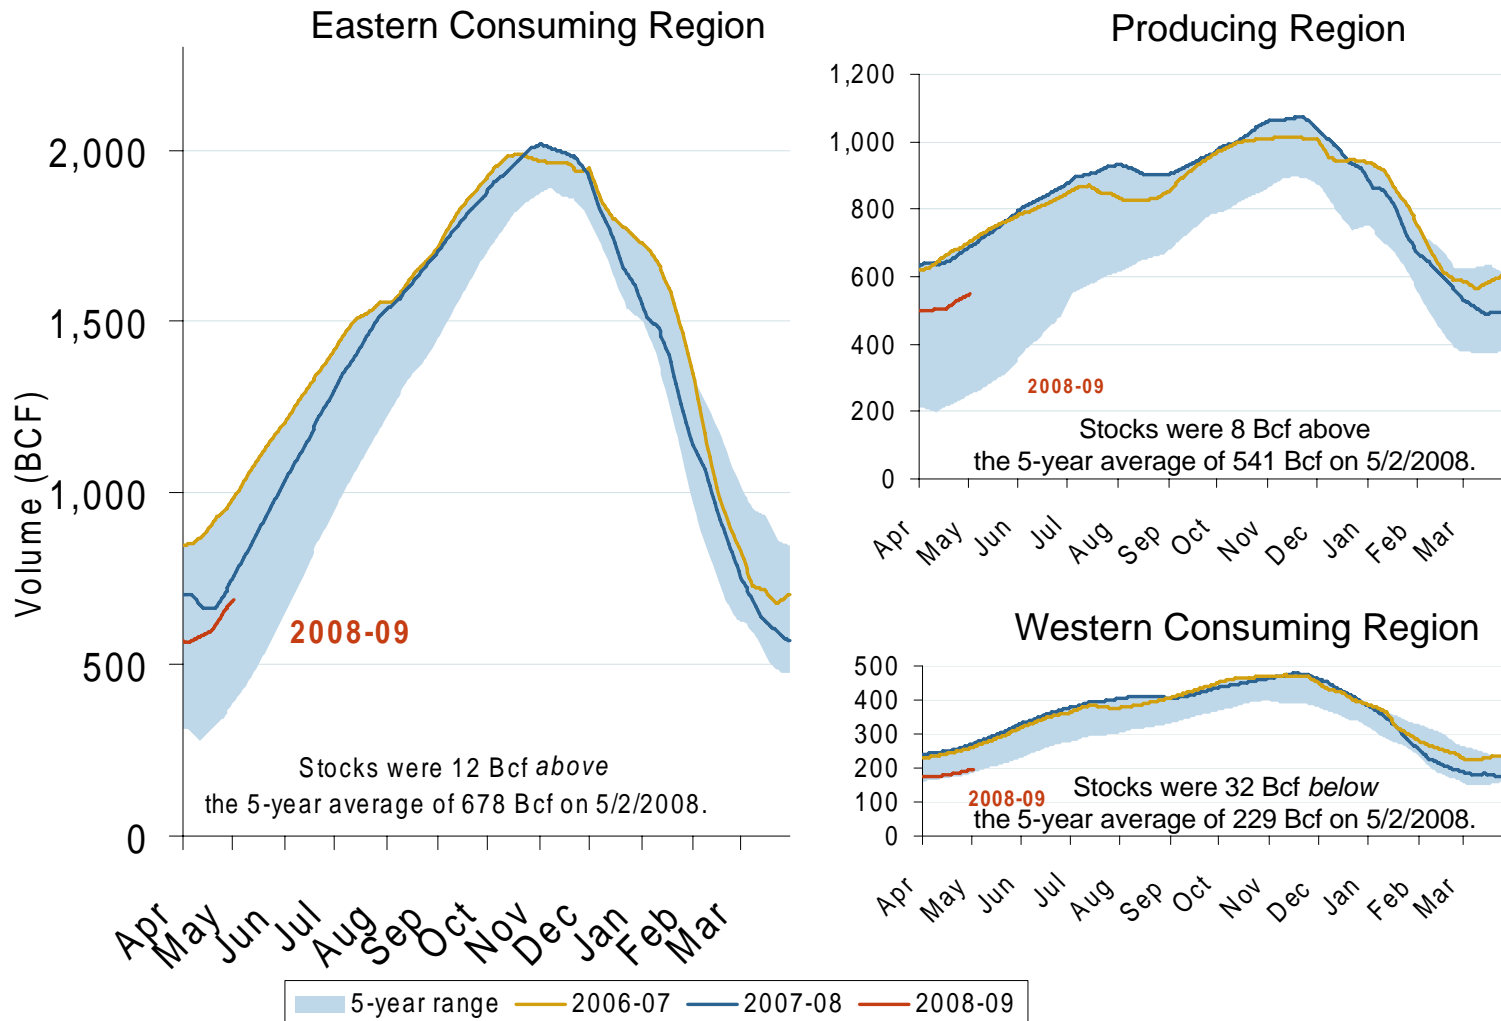 Eastern Consuming Region
Volume (BCF)
2,000
1,500
1,000
500
0
2008-09
Stocks were 12 Bcf above
the 5-year average of 678 Bcf on 5/2/2008.
Apr May Jun Jul Aug Sep Oct Nov Dec Jan Feb Mar
Producing Region
1,200
1,000
800
600
400
200
0
2008-09
Stocks were 8 Bcf above
the 5-year average of 541 Bcf on 5/2/2008.
Apr May Jun Jul Aug Sep Oct Nov Dec Jan Feb Mar
Western Consuming Region
500
400
300
200
100
0
2008-09
Stocks were 32 Bcf below
the 5-year average of 229 Bcf on 5/2/2008.
Apr May Jun Jul Aug Sep Oct Nov Dec Jan Feb Mar
5-year range 2006-07 2007-08 2008-09